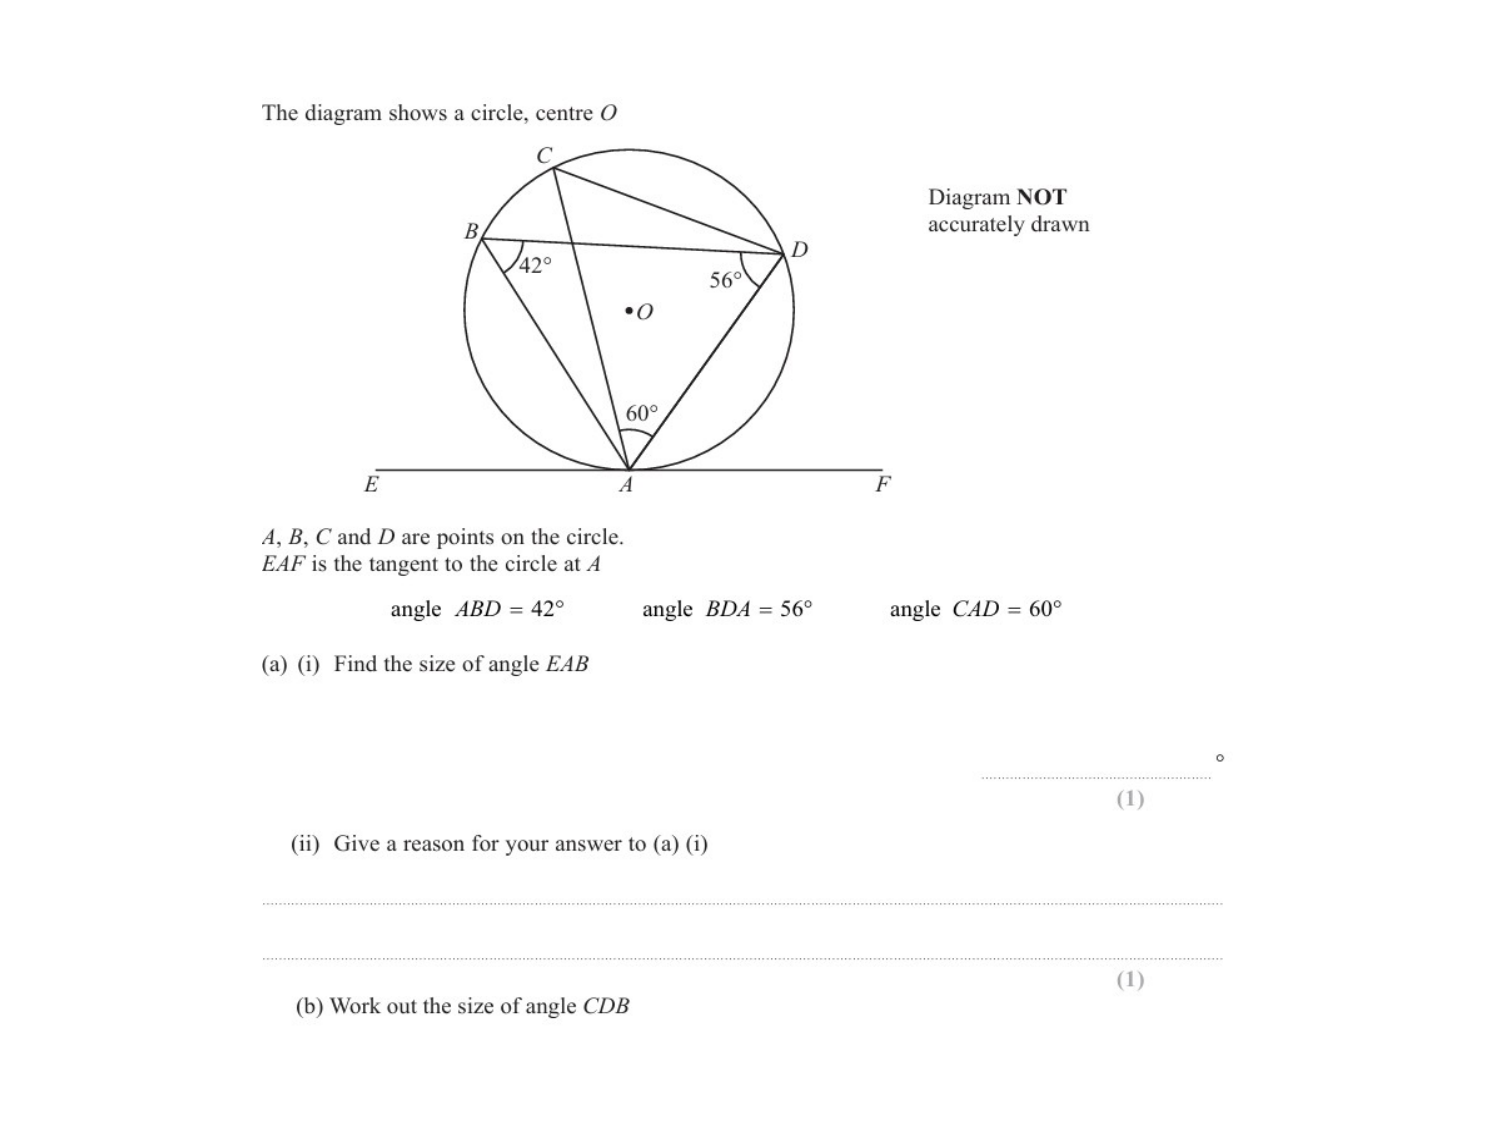 The diagram shows a circle, centre O
C
Diagram NOT
accurately drawn
B
D
42°
56°
O
60°
E
A
F
A, B, C and D are points on the circle.
EAF is the tangent to the circle at A
angle ABD = 42° angle BDA = 56° angle CAD = 60°
(a) (i) Find the size of angle EAB
°
(1)
(ii) Give a reason for your answer to (a) (i)
(1)
(b) Work out the size of angle CDB